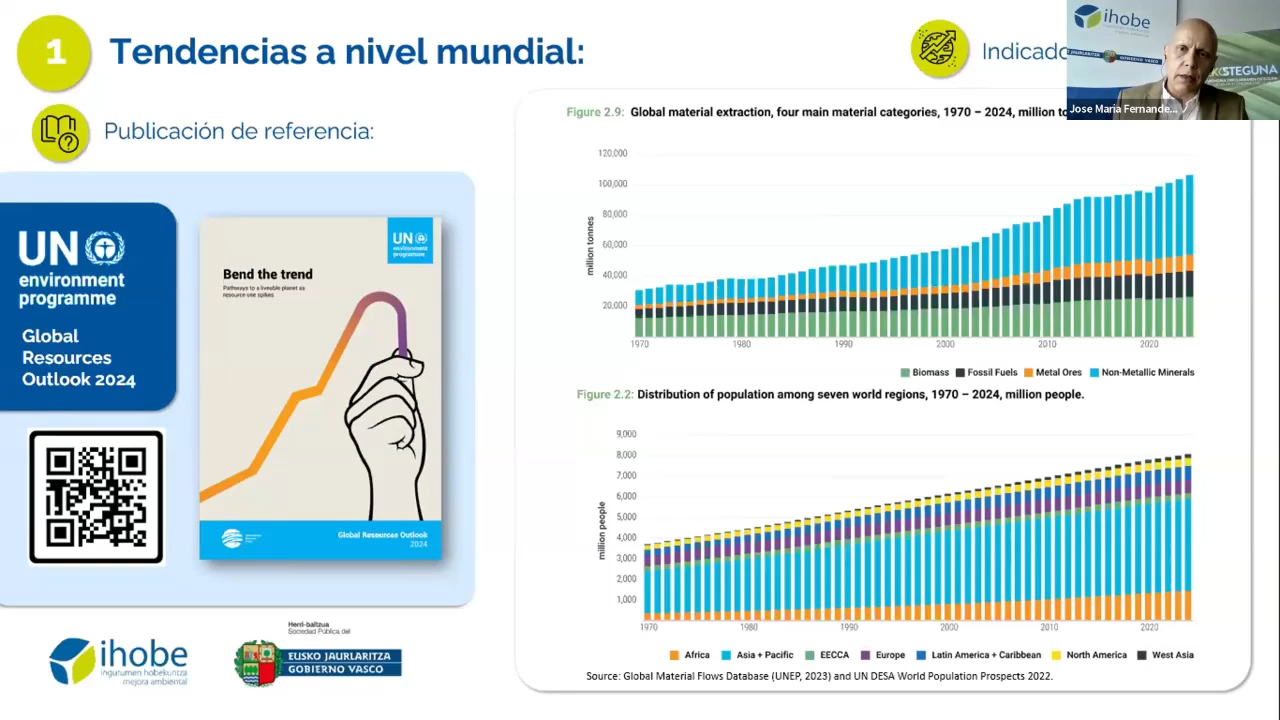 1
Tendencias a nivel mundial:
Publicación de referencia:
UN
environment
programme
Global
Resources
Outlook 2024
UN
environment
programme
Bend the trend
Pathways to a liveable planet as
resource use spikes
Global Resources Outlook
2024
ihobe
ingurumen hobekuntza
mejora ambiental
Herri-baltzua
Sociedad Pública del
EUSKO JAURLARITZA
GOBIERNO VASCO
Indicado
ihobe
JAURLARITZA
GOBIERNO VASCO
STEGUNA
Jose Maria Fernande...
Figure 2.9: Global material extraction, four main material categories, 1970 – 2024, million to
120,000
100,000
80,000
60,000
40,000
20,000
million tonnes
1970 1980 1990 2000 2010 2020
Biomass Fossil Fuels Metal Ores Non-Metallic Minerals
Figure 2.2: Distribution of population among seven world regions, 1970 – 2024, million people.
9,000
8,000
7,000
6,000
5,000
4,000
3,000
2,000
1,000
million people
1970 1980 1990 2000 2010 2020
Africa Asia + Pacific EECCA Europe Latin America + Caribbean North America West Asia
Source: Global Material Flows Database (UNEP, 2023) and UN DESA World Population Prospects 2022.